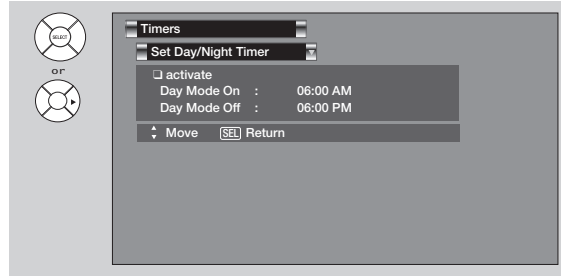 SELECT
or
Timers
Set Day/Night Timer
❏ activate
Day Mode On : 06:00 AM
Day Mode Off : 06:00 PM
Move SEL Return